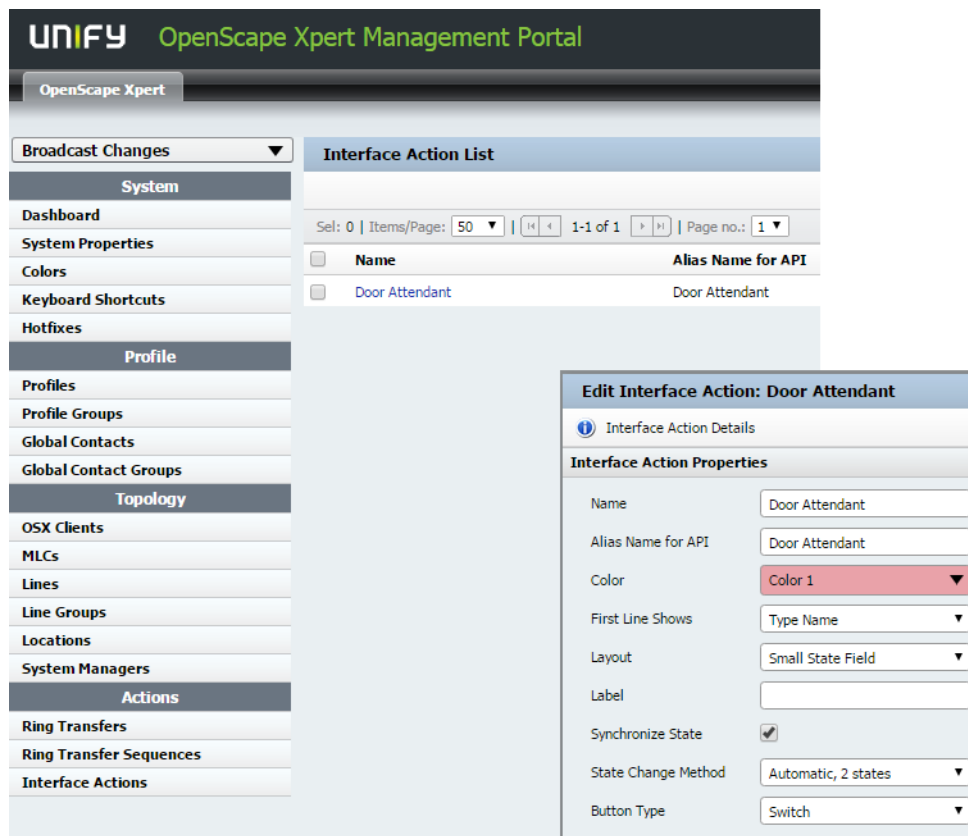 UNIFY OpenScape Xpert Management Portal
OpenScape Xpert
Broadcast Changes
System
Dashboard
System Properties
Colors
Keyboard Shortcuts
Hotfixes
Profile
Profiles
Profile Groups
Global Contacts
Global Contact Groups
Topology
OSX Clients
MLCs
Lines
Line Groups
Locations
System Managers
Actions
Ring Transfers
Ring Transfer Sequences
Interface Actions
Interface Action List
Sel: 0 | Items/Page: 50 | 1-1 of 1 | Page no.: 1
Name Alias Name for API
Door Attendant Door Attendant
Edit Interface Action: Door Attendant
Interface Action Details
Interface Action Properties
Name Door Attendant
Alias Name for API Door Attendant
Color Color 1
First Line Shows Type Name
Layout Small State Field
Label
Synchronize State
State Change Method Automatic, 2 states
Button Type Switch